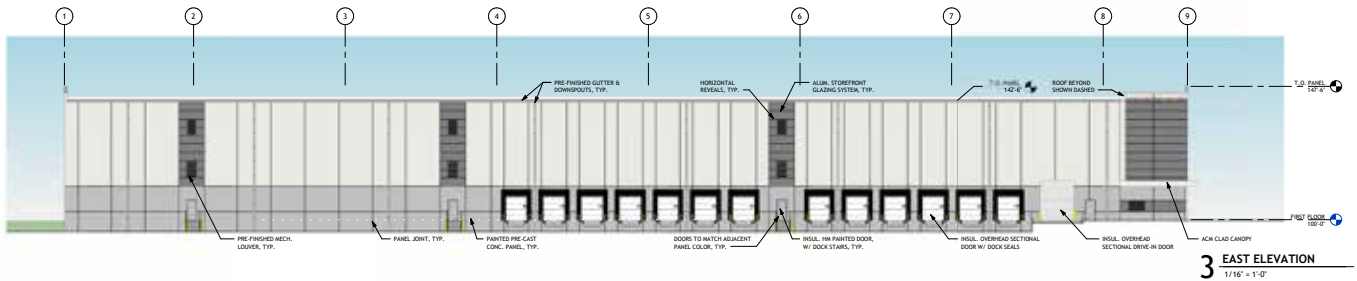 1
2
3
4
5
6
7
8
9
PRE-FINISHED GUTTER &
DOWNSPOUTS, TYP.
HORIZONTAL
REVEALS, TYP.
ALUM. STOREFRONT
GLAZING SYSTEM, TYP.
T.O. PANEL
142'-6"
ROOF BEYOND
SHOWN DASHED
T.O. PANEL
147'-6"
PRE-FINISHED MECH.
LOUVER, TYP.
PANEL JOINT, TYP.
PAINTED PRE-CAST
CONC. PANEL, TYP.
DOORS TO MATCH ADJACENT
PANEL COLOR, TYP.
INSUL. HM PAINTED DOOR,
W/ DOCK STAIRS, TYP.
INSUL. OVERHEAD SECTIONAL
DOOR W/ DOCK SEALS
INSUL. OVERHEAD
SECTIONAL DRIVE-IN DOOR
ACM CLAD CANOPY
FIRST FLOOR
100'-0"
3 EAST ELEVATION
1/16" = 1'-0"